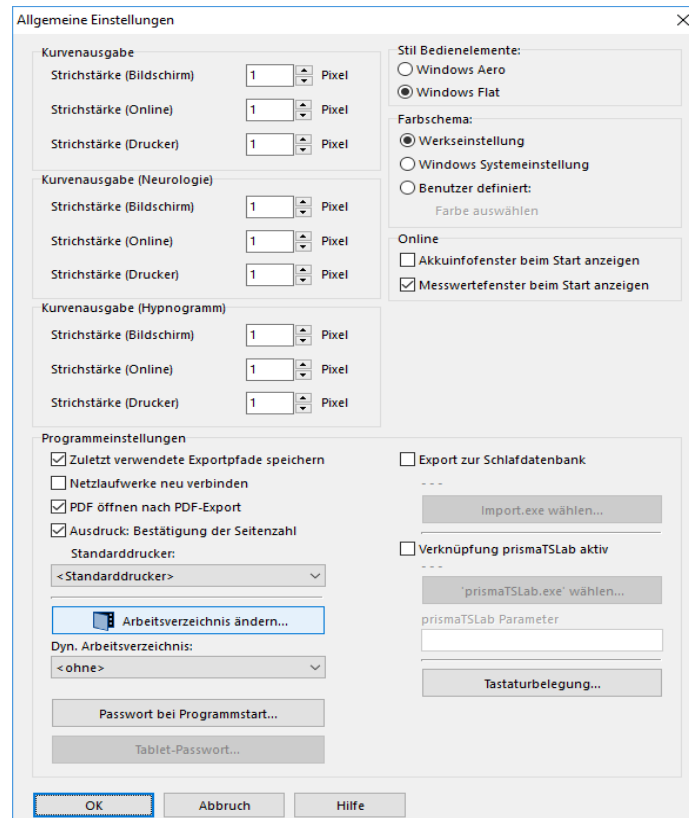 Allgemeine Einstellungen
Kurvenausgabe
Strichstärke (Bildschirm) 1 Pixel
Strichstärke (Online) 1 Pixel
Strichstärke (Drucker) 1 Pixel
Kurvenausgabe (Neurologie)
Strichstärke (Bildschirm) 1 Pixel
Strichstärke (Online) 1 Pixel
Strichstärke (Drucker) 1 Pixel
Kurvenausgabe (Hypnogramm)
Strichstärke (Bildschirm) 1 Pixel
Strichstärke (Online) 1 Pixel
Strichstärke (Drucker) 1 Pixel
Stil Bedienelemente:
Windows Aero
Windows Flat
Farbschema:
Werkseinstellung
Windows Systemeinstellung
Benutzer definiert:
Farbe auswählen
Online
Akkuinfofenster beim Start anzeigen
Messwertefenster beim Start anzeigen
Programmeinstellungen
Zuletzt verwendete Exportpfade speichern
Netzlaufwerke neu verbinden
PDF öffnen nach PDF-Export
Ausdruck: Bestätigung der Seitenzahl
Standarddrucker:
<Standarddrucker>
Arbeitsverzeichnis ändern...
Dyn. Arbeitsverzeichnis:
<ohne>
Passwort bei Programmstart...
Tablet-Passwort...
Export zur Schlafdatenbank
- - -
Import.exe wählen...
Verknüpfung prismaTSLab aktiv
- - -
'prismaTSLab.exe' wählen...
prismaTSLab Parameter
Tastaturbelegung...
OK Abbruch Hilfe